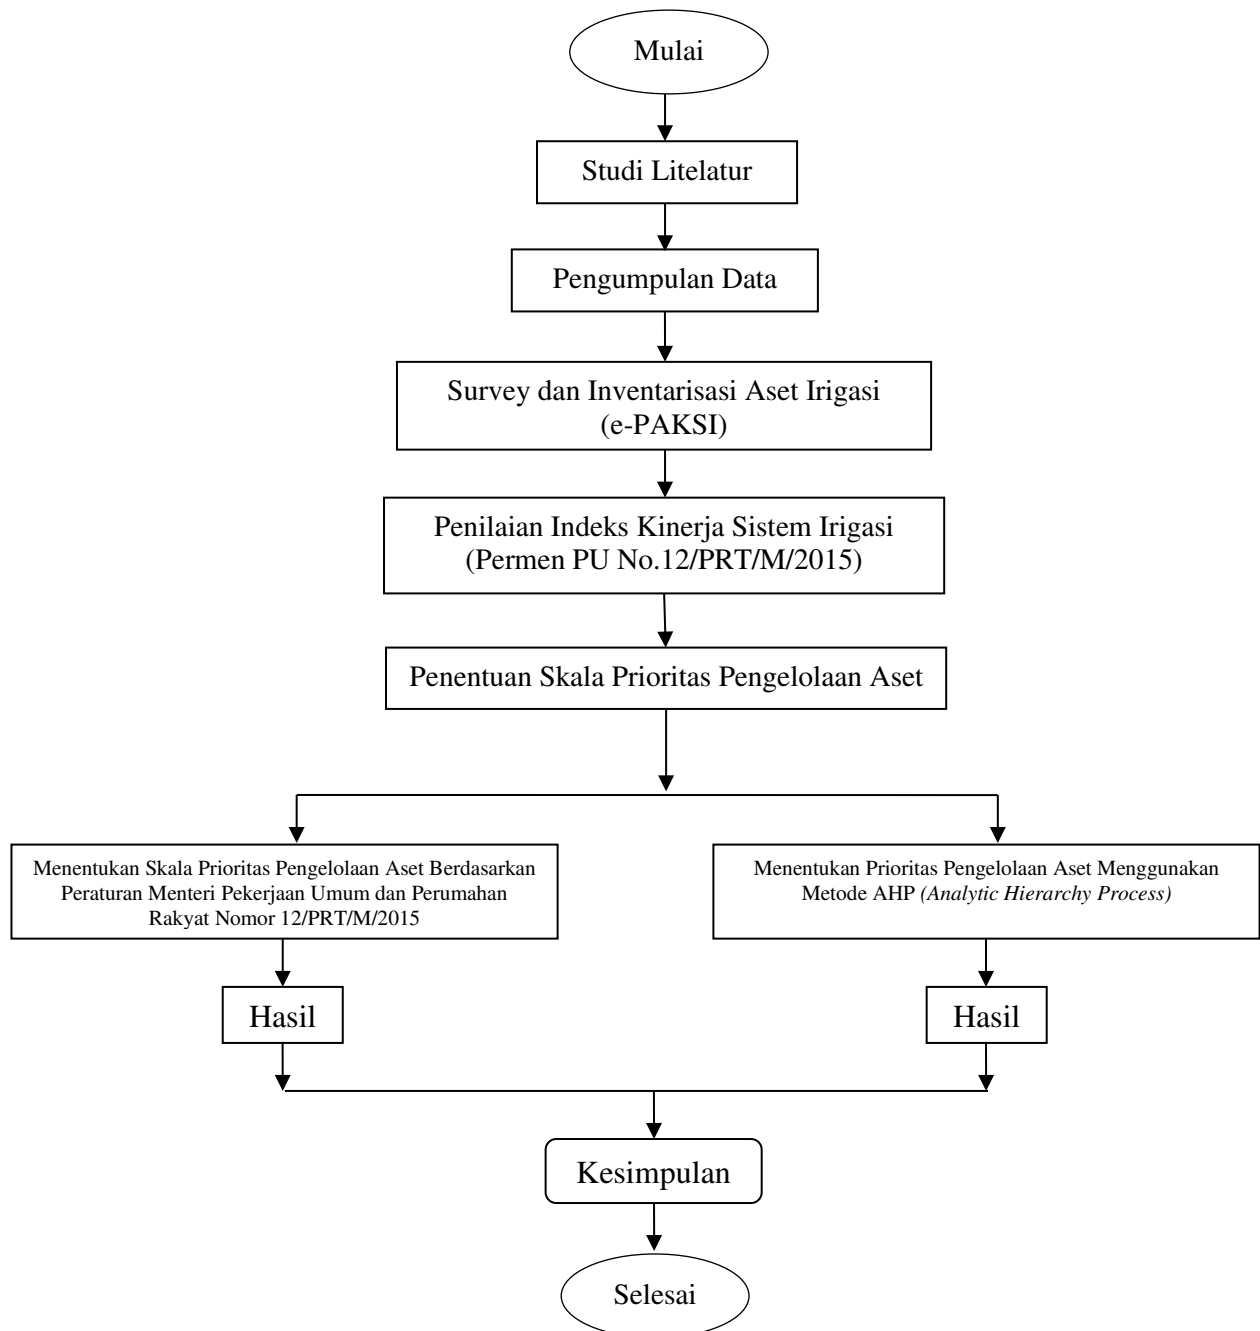 Mulai
Studi Litelatur
Pengumpulan Data
Survey dan Inventarisasi Aset Irigasi
(e-PAKSI)
Penilaian Indeks Kinerja Sistem Irigasi
(Permen PU No.12/PRT/M/2015)
Penentuan Skala Prioritas Pengelolaan Aset
Menentukan Skala Prioritas Pengelolaan Aset Berdasarkan
Peraturan Menteri Pekerjaan Umum dan Perumahan
Rakyat Nomor 12/PRT/M/2015
Menentukan Prioritas Pengelolaan Aset Menggunakan
Metode AHP (Analytic Hierarchy Process)
Hasil
Hasil
Kesimpulan
Selesai